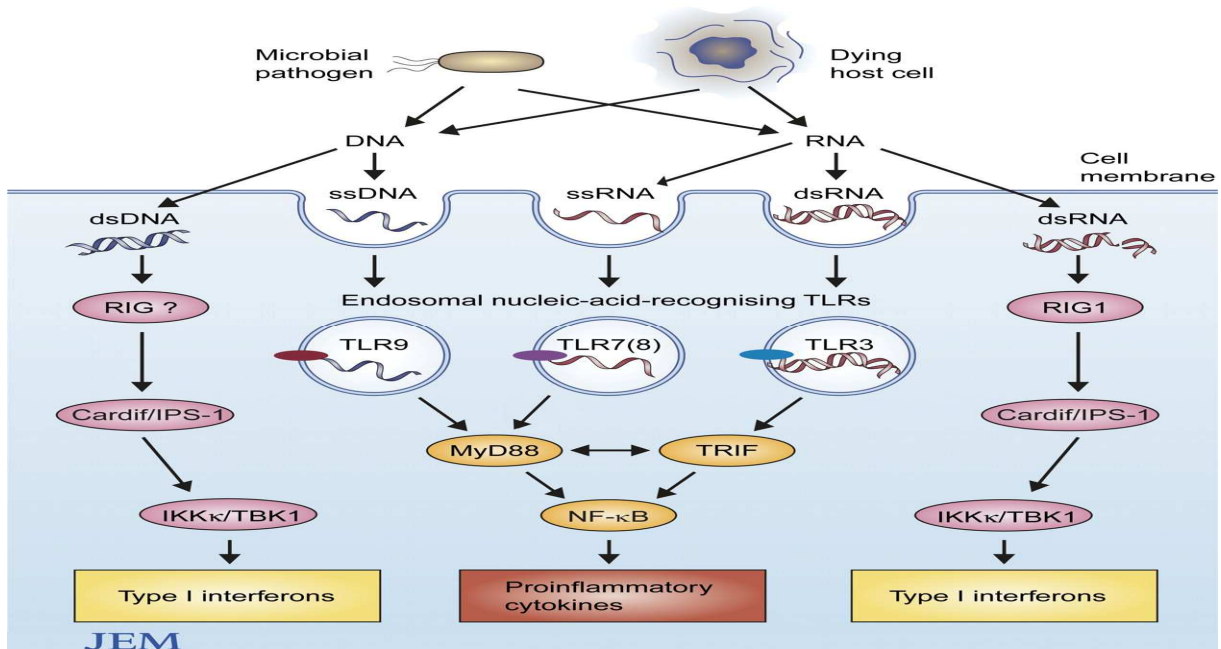 Microbial
pathogen
Dying
host cell
DNA
RNA
Cell
membrane
ssDNA
ssRNA
dsRNA
dsDNA
dsRNA
RIG ?
Endosomal nucleic-acid-recognising TLRs
RIG1
TLR9
TLR7(8)
TLR3
Cardif/IPS-1
Cardif/IPS-1
MyD88
TRIF
IKKκ/TBK1
NF-κB
IKKκ/TBK1
Type I interferons
Proinflammatory
cytokines
Type I interferons
JEM